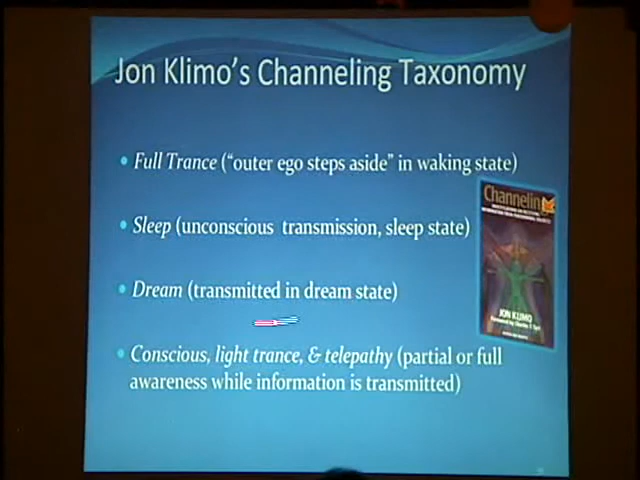 Jon Klimo's Channeling Taxonomy
• Full Trance ("outer ego steps aside" in waking state)
• Sleep (unconscious transmission, sleep state)
• Dream (transmitted in dream state)
• Conscious, light trance, & telepathy (partial or full
awareness while information is transmitted)
Channelin
JON KLIMO